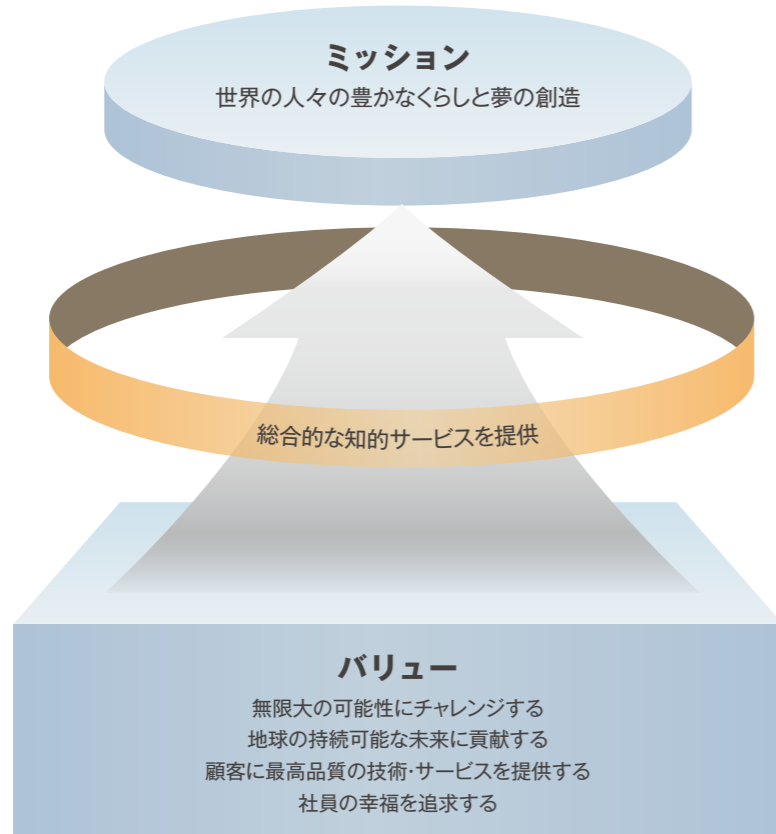 ミッション
世界の人々の豊かなくらしと夢の創造
総合的な知的サービスを提供
バリュー
無限大の可能性にチャレンジする
地球の持続可能な未来に貢献する
顧客に最高品質の技術・サービスを提供する
社員の幸福を追求する